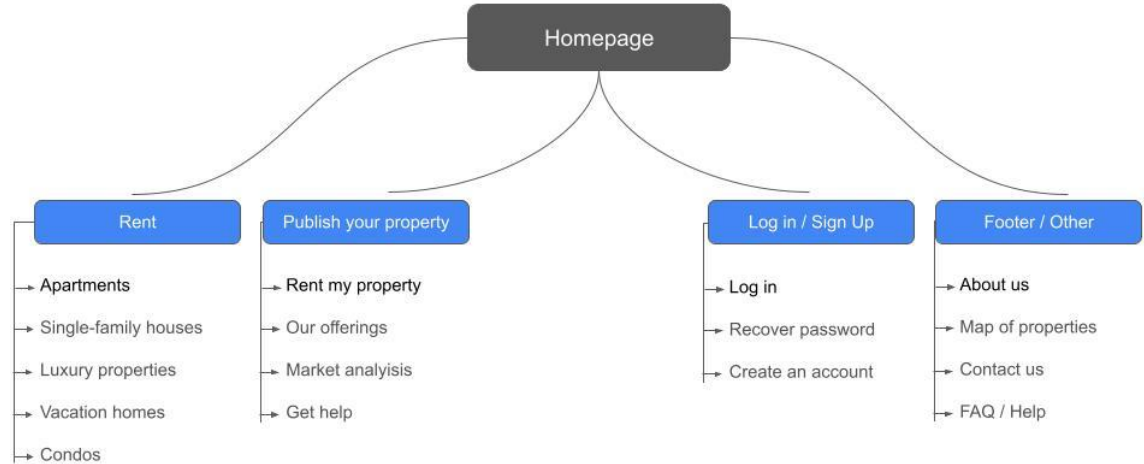 Homepage
Rent
Apartments
Single-family houses
Luxury properties
Vacation homes
Condos
Publish your property
Rent my property
Our offerings
Market analyisis
Get help
Log in / Sign Up
Log in
Recover password
Create an account
Footer / Other
About us
Map of properties
Contact us
FAQ / Help